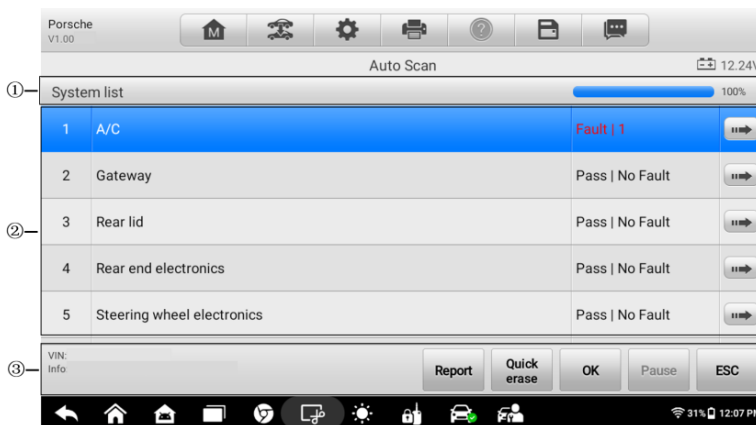 Porsche
V1.00
M
?
Auto Scan
12.24V
① System list 100%
1 A/C Fault | 1
2 Gateway Pass | No Fault
② 3 Rear lid Pass | No Fault
4 Rear end electronics Pass | No Fault
5 Steering wheel electronics Pass | No Fault
③ VIN:
Info
Report Quick erase OK Pause ESC
31% 12:07 PM